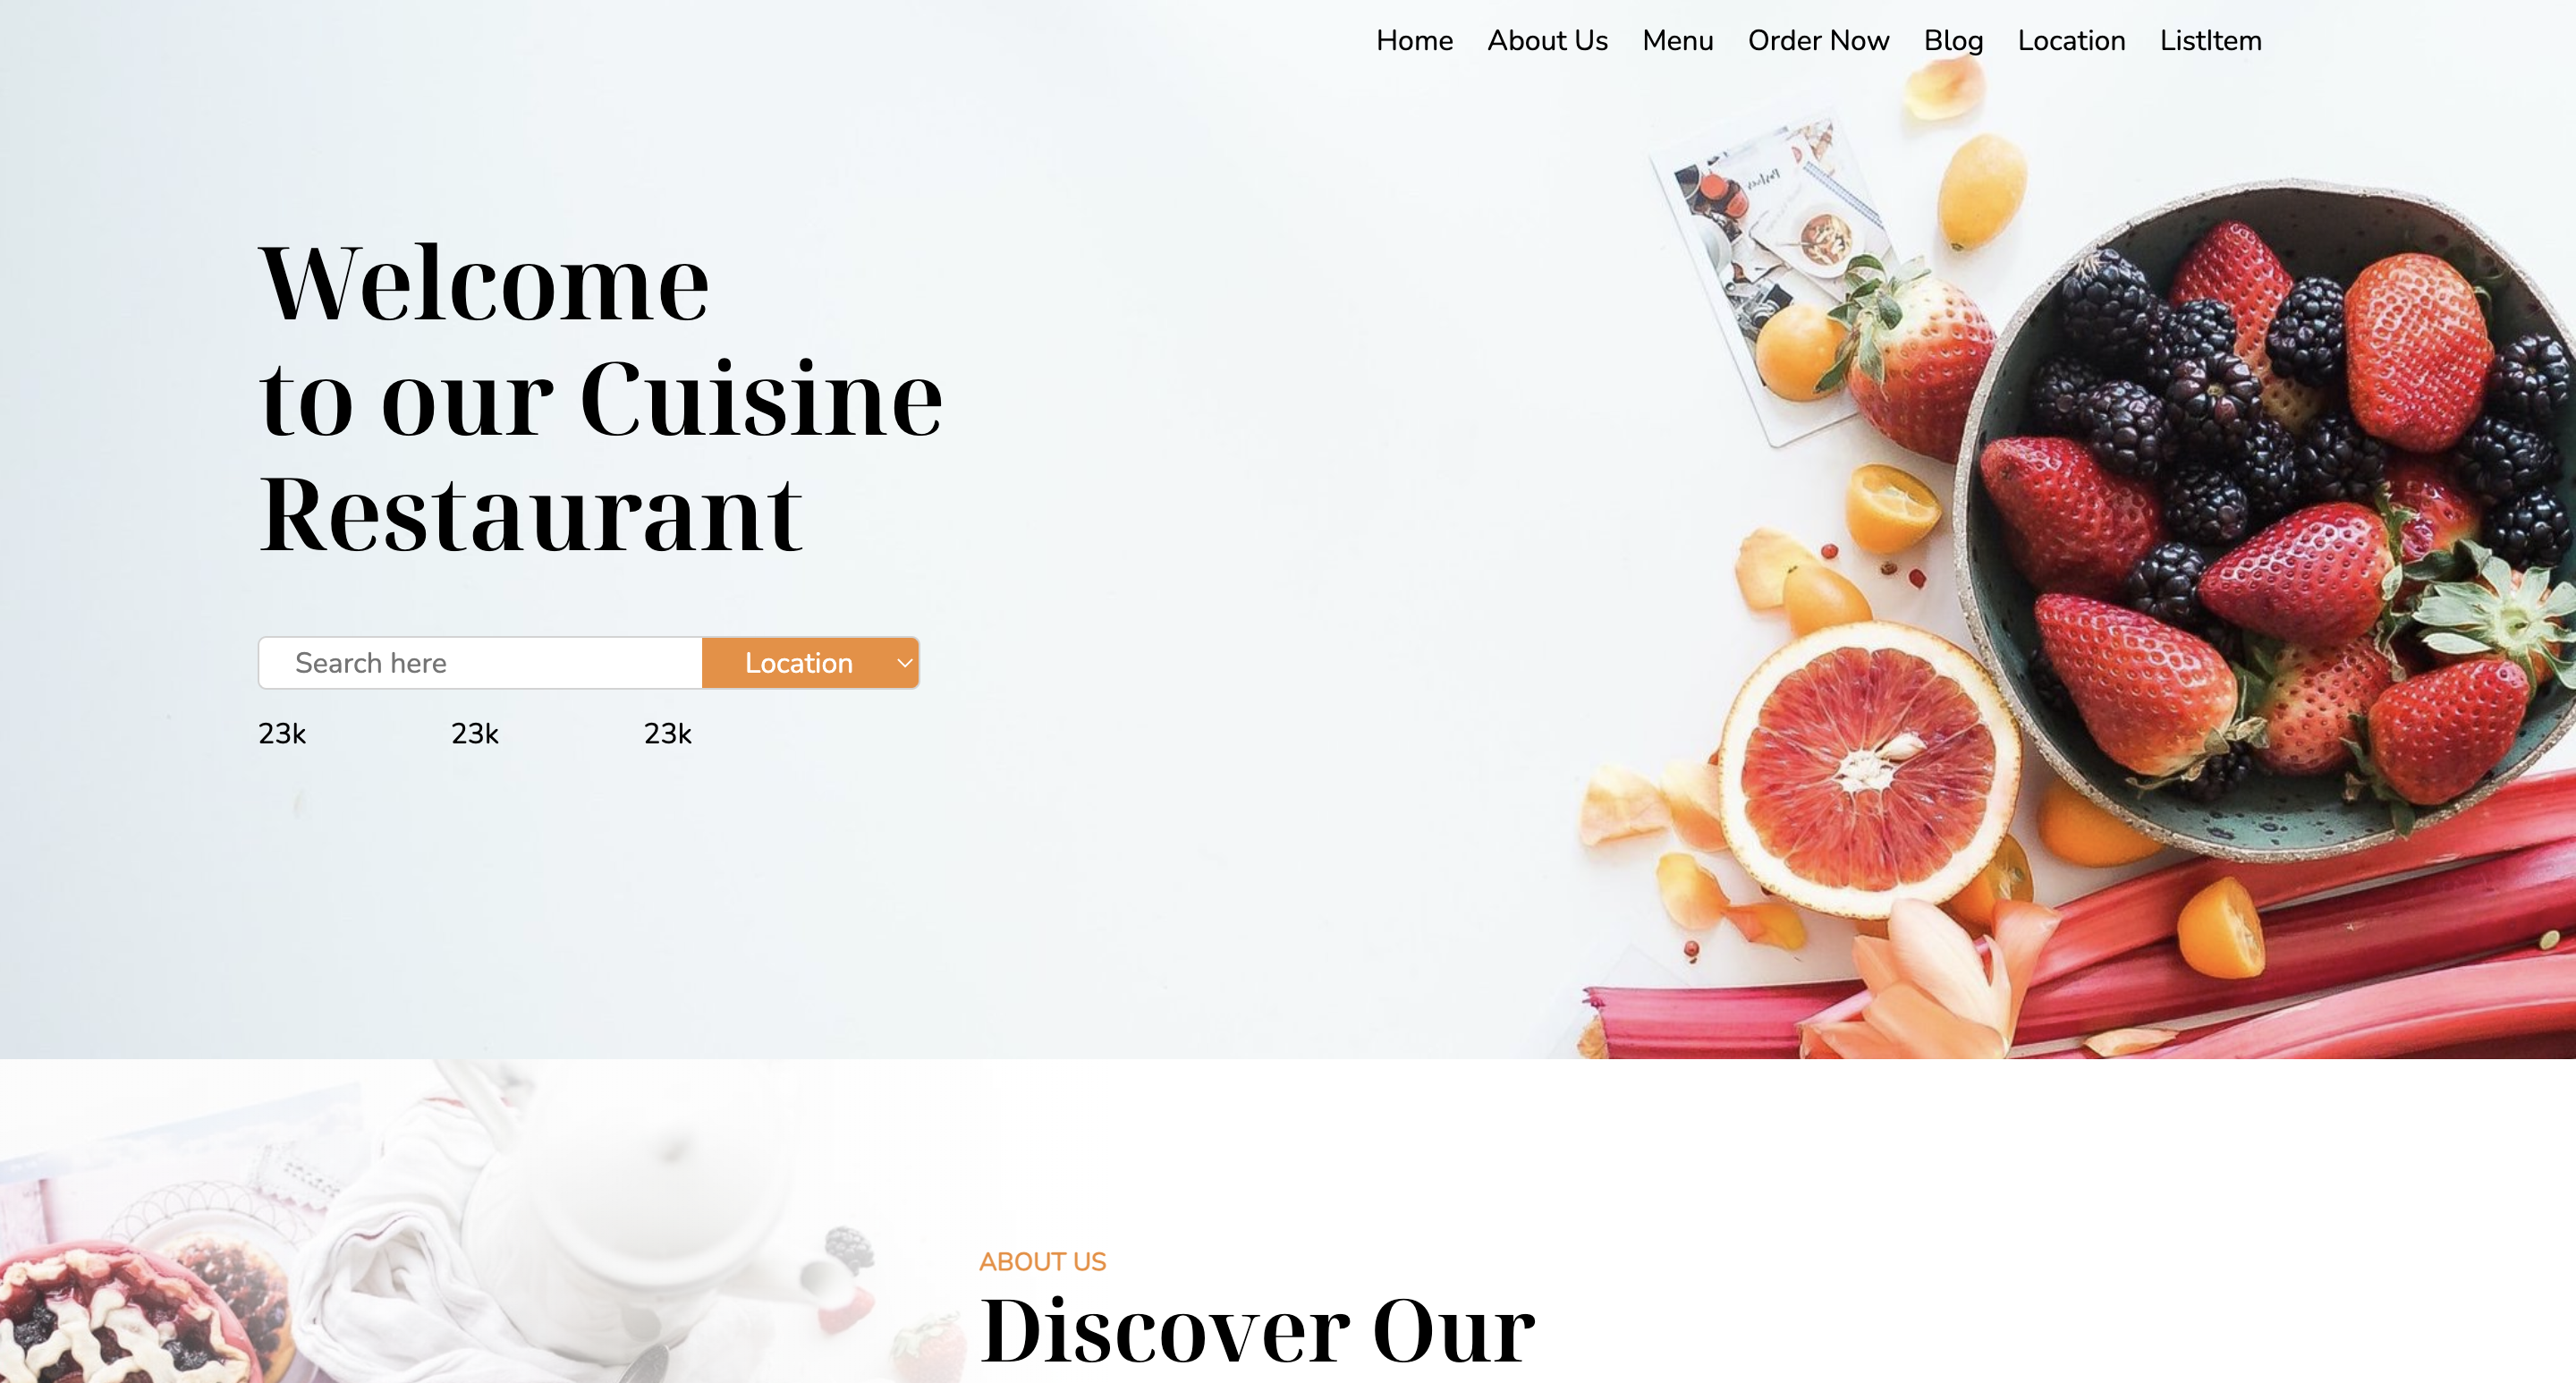 Home About Us Menu Order Now Blog Location ListItem
Welcome
to our Cuisine
Restaurant
Search here Location
23k 23k 23k
ABOUT US
Discover Our